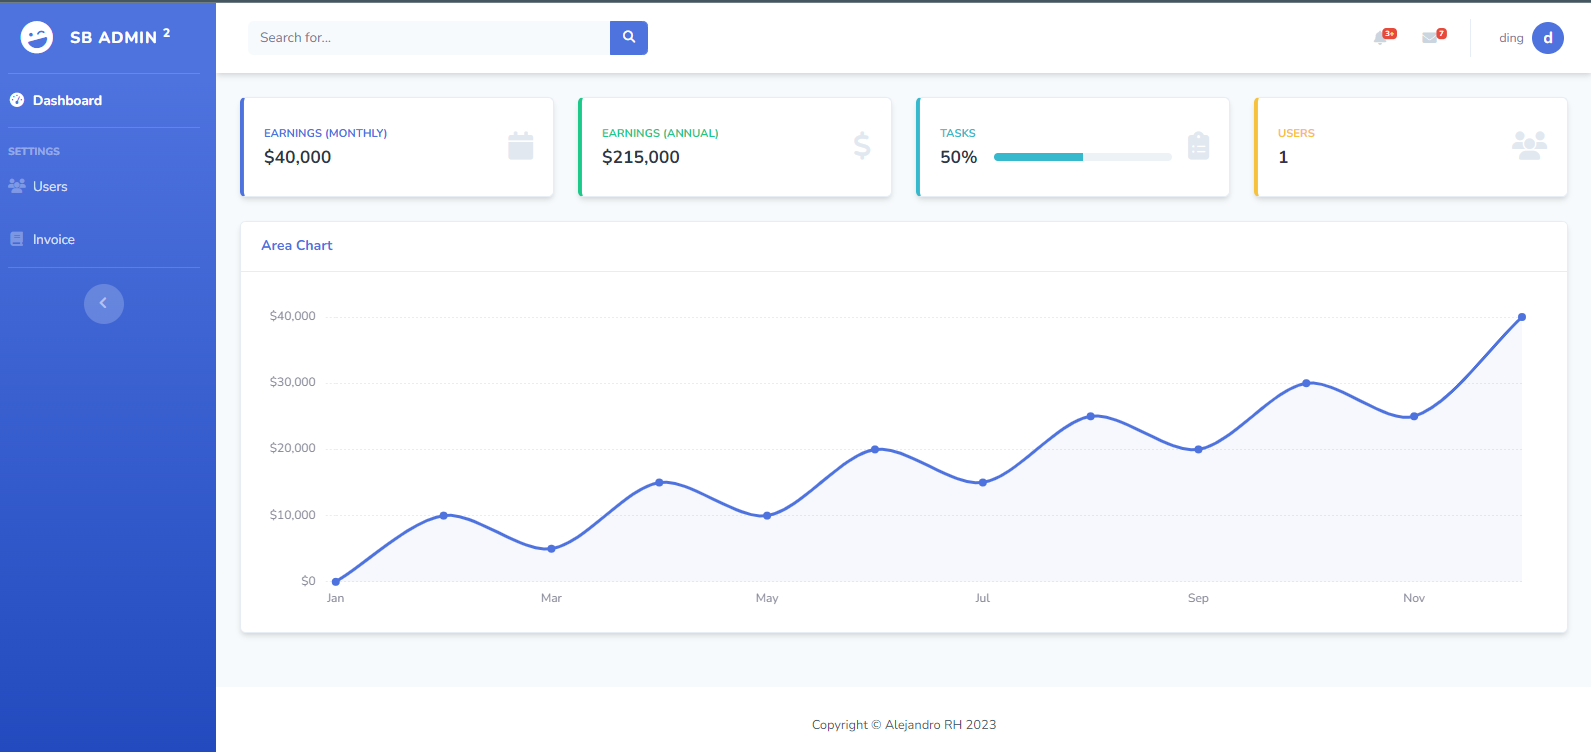 SB ADMIN 2
Search for...
3+
7
ding
d
Dashboard
SETTINGS
Users
Invoice
EARNINGS (MONTHLY)
$40,000
EARNINGS (ANNUAL)
$215,000
TASKS
50%
USERS
1
Area Chart
$40,000
$30,000
$20,000
$10,000
$0
Jan Mar May Jul Sep Nov
Copyright © Alejandro RH 2023